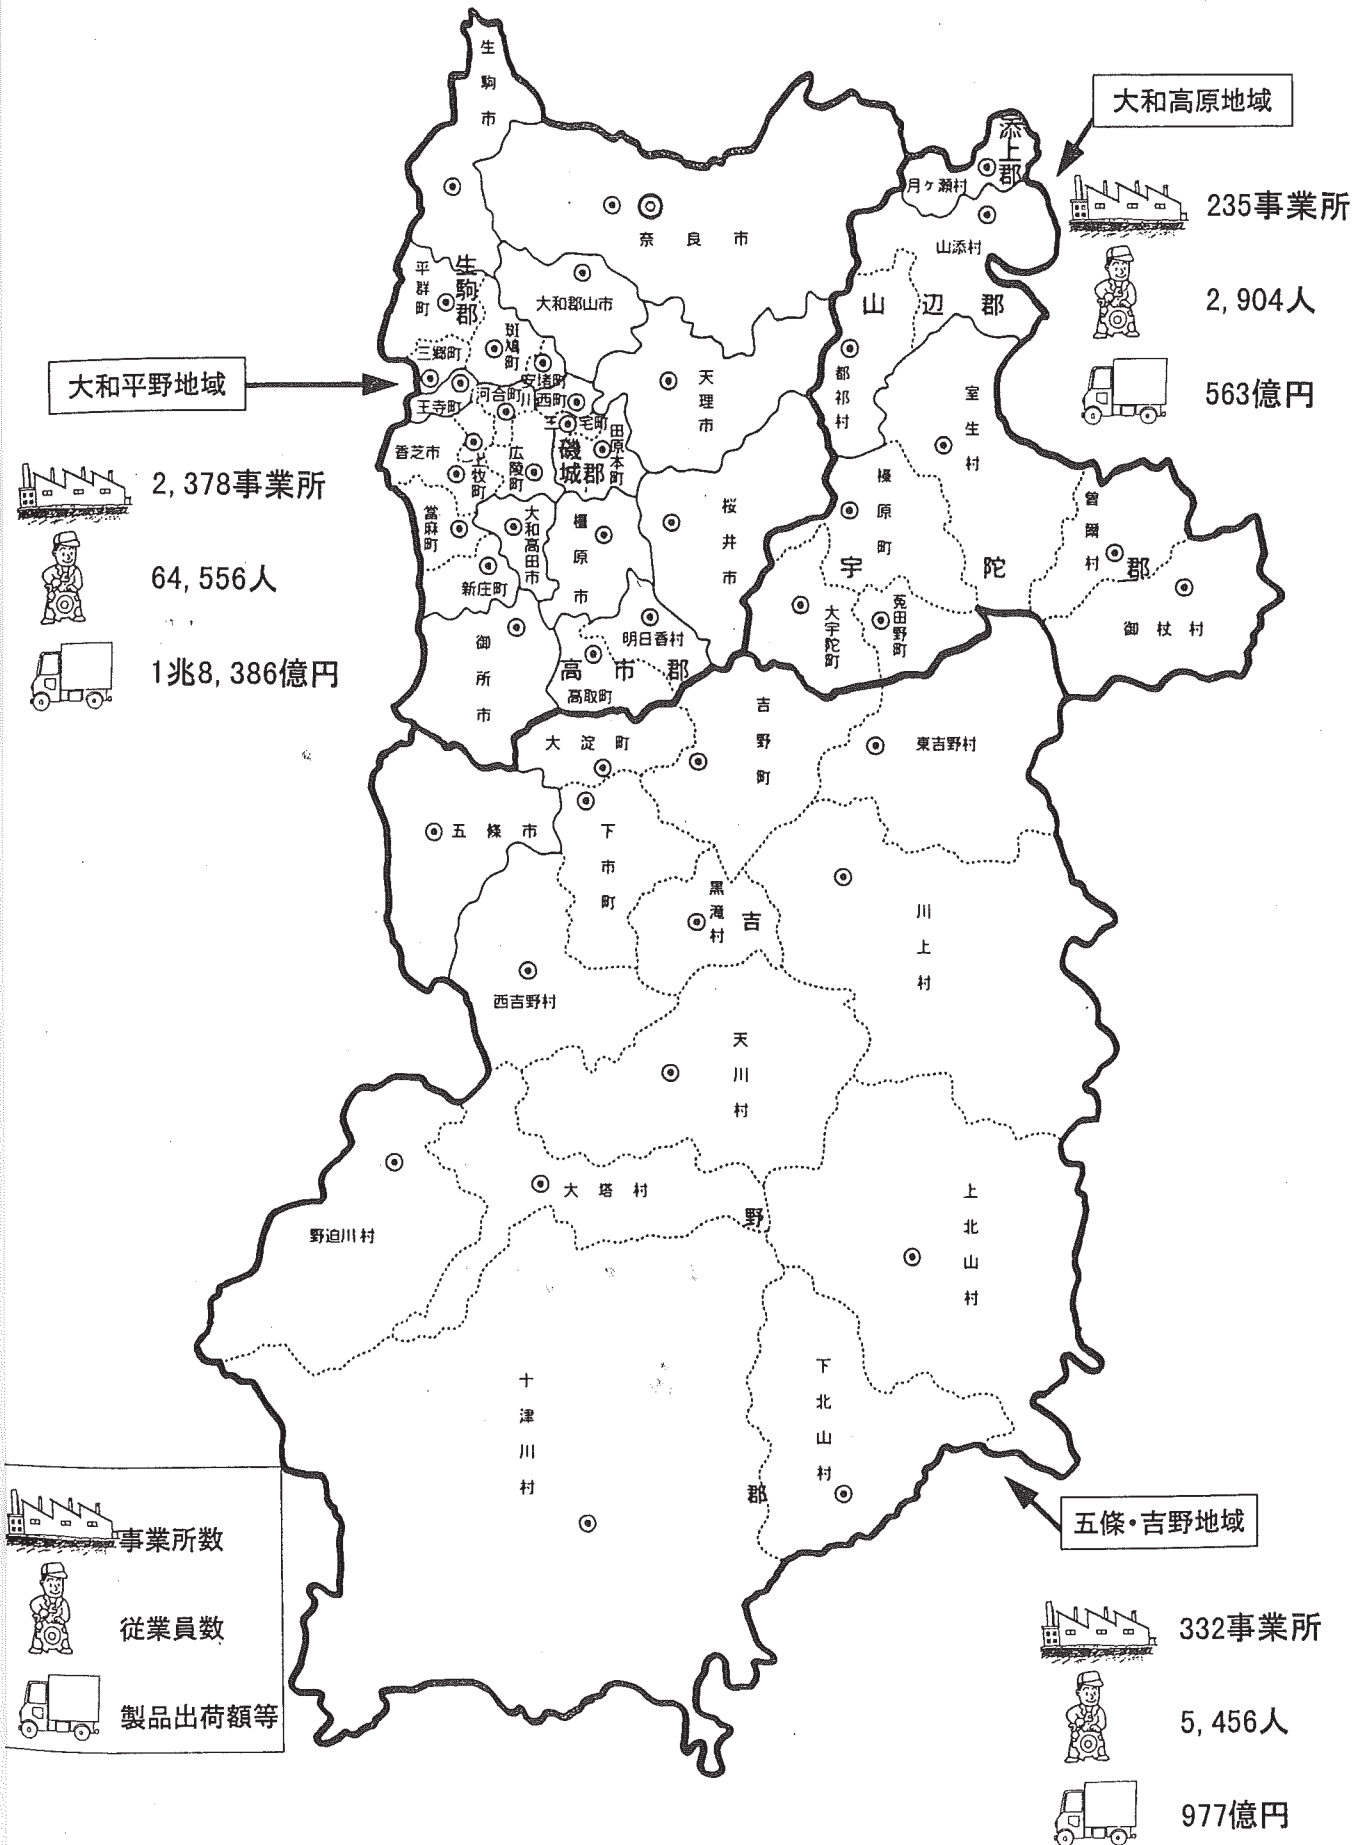 大和高原地域
235事業所
2,904人
563億円
大和平野地域
2,378事業所
64,556人
1兆8,386億円
生駒市
奈良市
添上郡
月ヶ瀬村
山添村
山辺郡
都祁村
平群町
生駒郡
大和郡山市
斑鳩町
三郷町
安堵町
天理市
室生村
王寺町
河合町
川西町
三宅町
田原本町
磯城郡
香芝市
上牧町
広陵町
桜井市
榛原町
曽爾村
當麻町
大和高田市
橿原市
宇陀郡
新庄町
大宇陀町
菟田野町
御杖村
明日香村
御所市
高市郡
高取町
大淀町
吉野町
東吉野村
五條市
下市町
黒滝村
川上村
吉野郡
西吉野村
天川村
大塔村
野迫川村
上北山村
十津川村
下北山村
五條・吉野地域
332事業所
5,456人
977億円
事業所数
従業員数
製品出荷額等